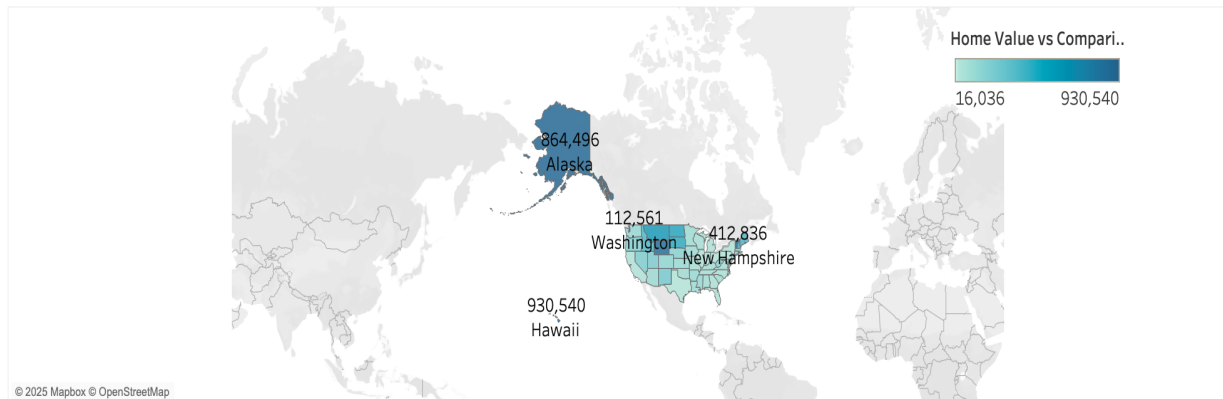 Home Value vs Compari..
16,036 930,540
864,496
Alaska
112,561
Washington
412,836
New Hampshire
930,540
Hawaii
© 2025 Mapbox © OpenStreetMap